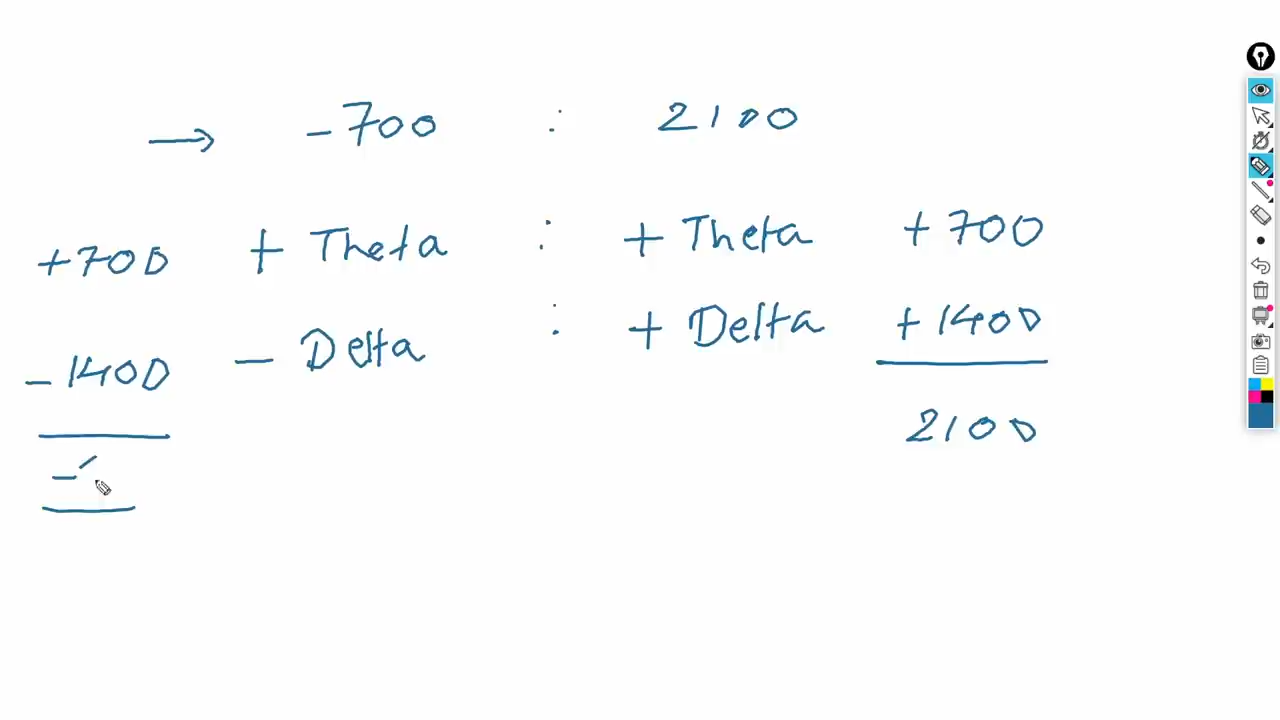 → -700 : 2100
+700 + Theta : + Theta +700
-1400 - Delta : + Delta +1400
2100
-